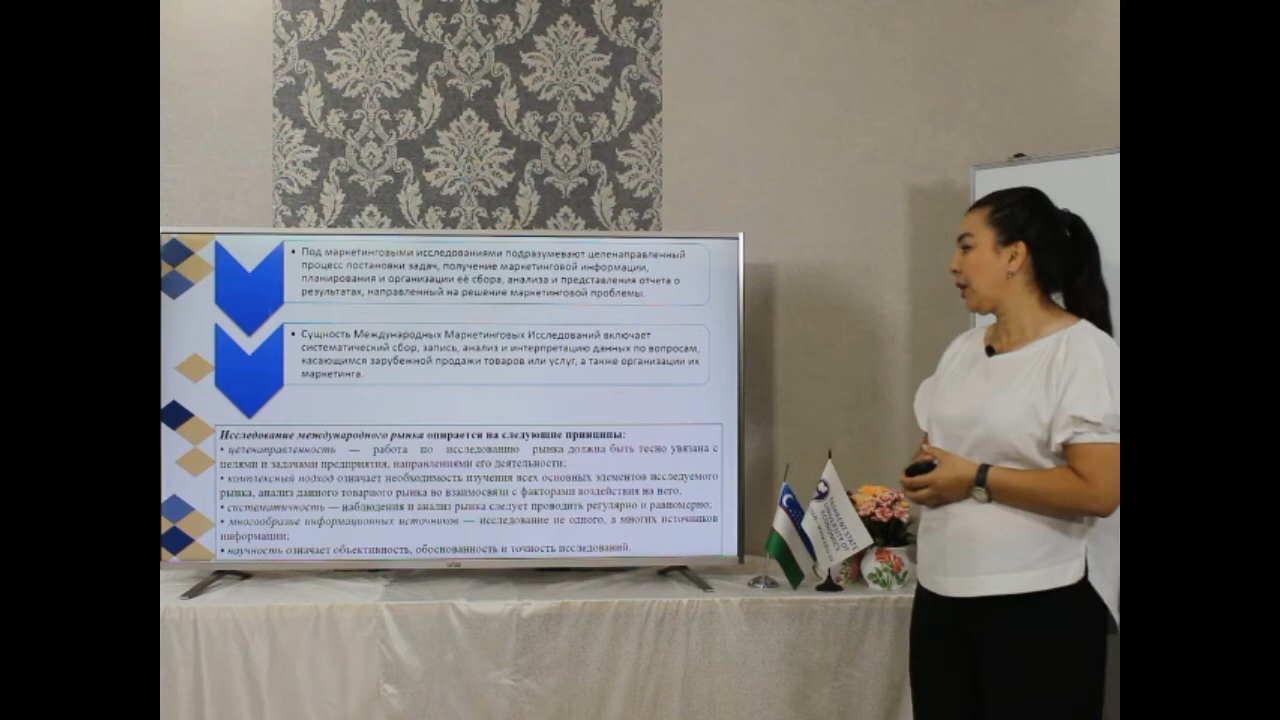 • Под маркетинговыми исследованиями подразумевают целенаправленный
процесс постановки задач, получение маркетинговой информации,
планирования и организации её сбора, анализа и представления отчета о
результатах, направленный на решение маркетинговой проблемы.
• Сущность Международных Маркетинговых Исследований включает
систематический сбор, запись, анализ и интерпретацию данных по вопросам,
касающимся зарубежной продажи товаров или услуг, а также организации их
маркетинга.
Исследование международного рынка опирается на следующие принципы:
• целенаправленность — работа по исследованию рынка должна быть тесно увязана с
целями и задачами предприятия, направлениями его деятельности;
• комплексный подход означает необходимость изучения всех основных элементов исследуемого
рынка, анализ данного товарного рынка во взаимосвязи с факторами воздействия на него.
• систематичность — наблюдения и анализ рынка следует проводить регулярно и равномерно;
• многообразие информационных источников — исследование не одного, а многих источников
информации;
• научность означает объективность, обоснованность и точность исследований.
TASHKENT STATE
UNIVERSITY OF
ECONOMICS